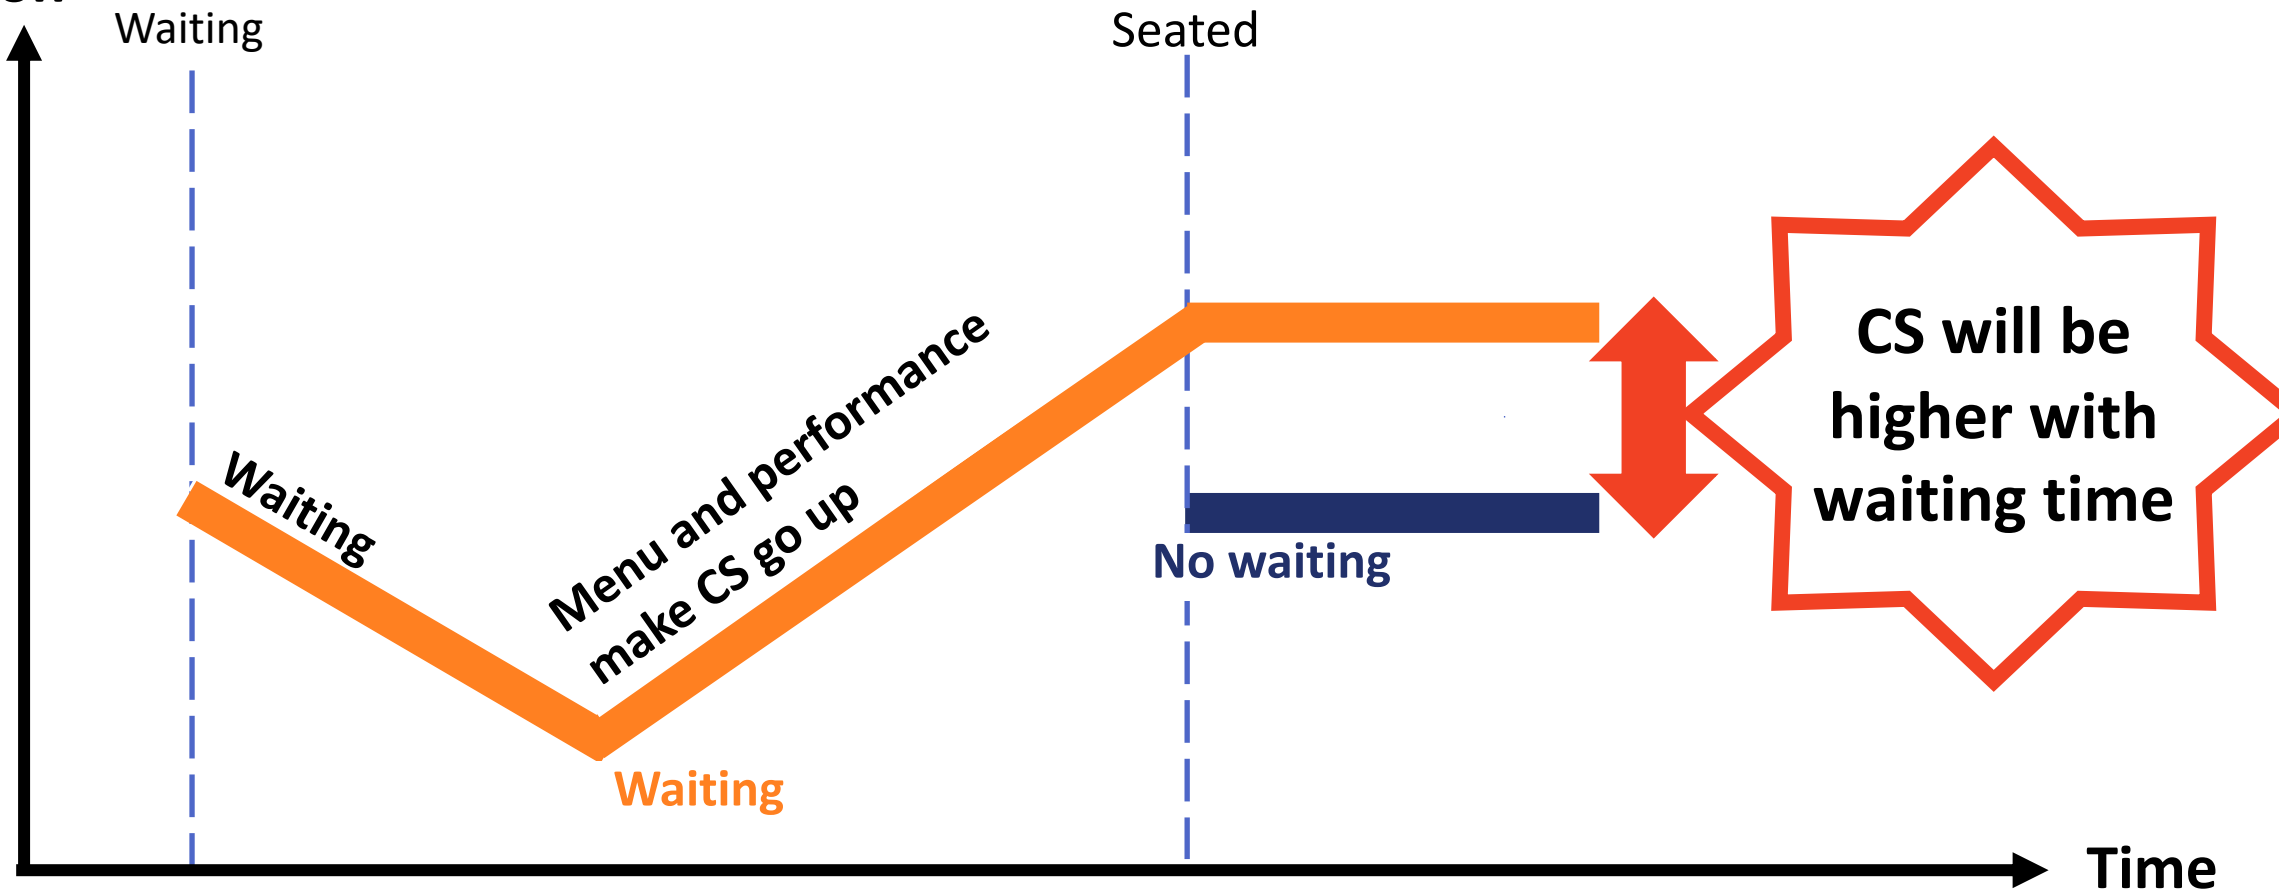 Waiting
Seated
Waiting
Menu and performance
make CS go up
Waiting
No waiting
CS will be
higher with
waiting time
Time